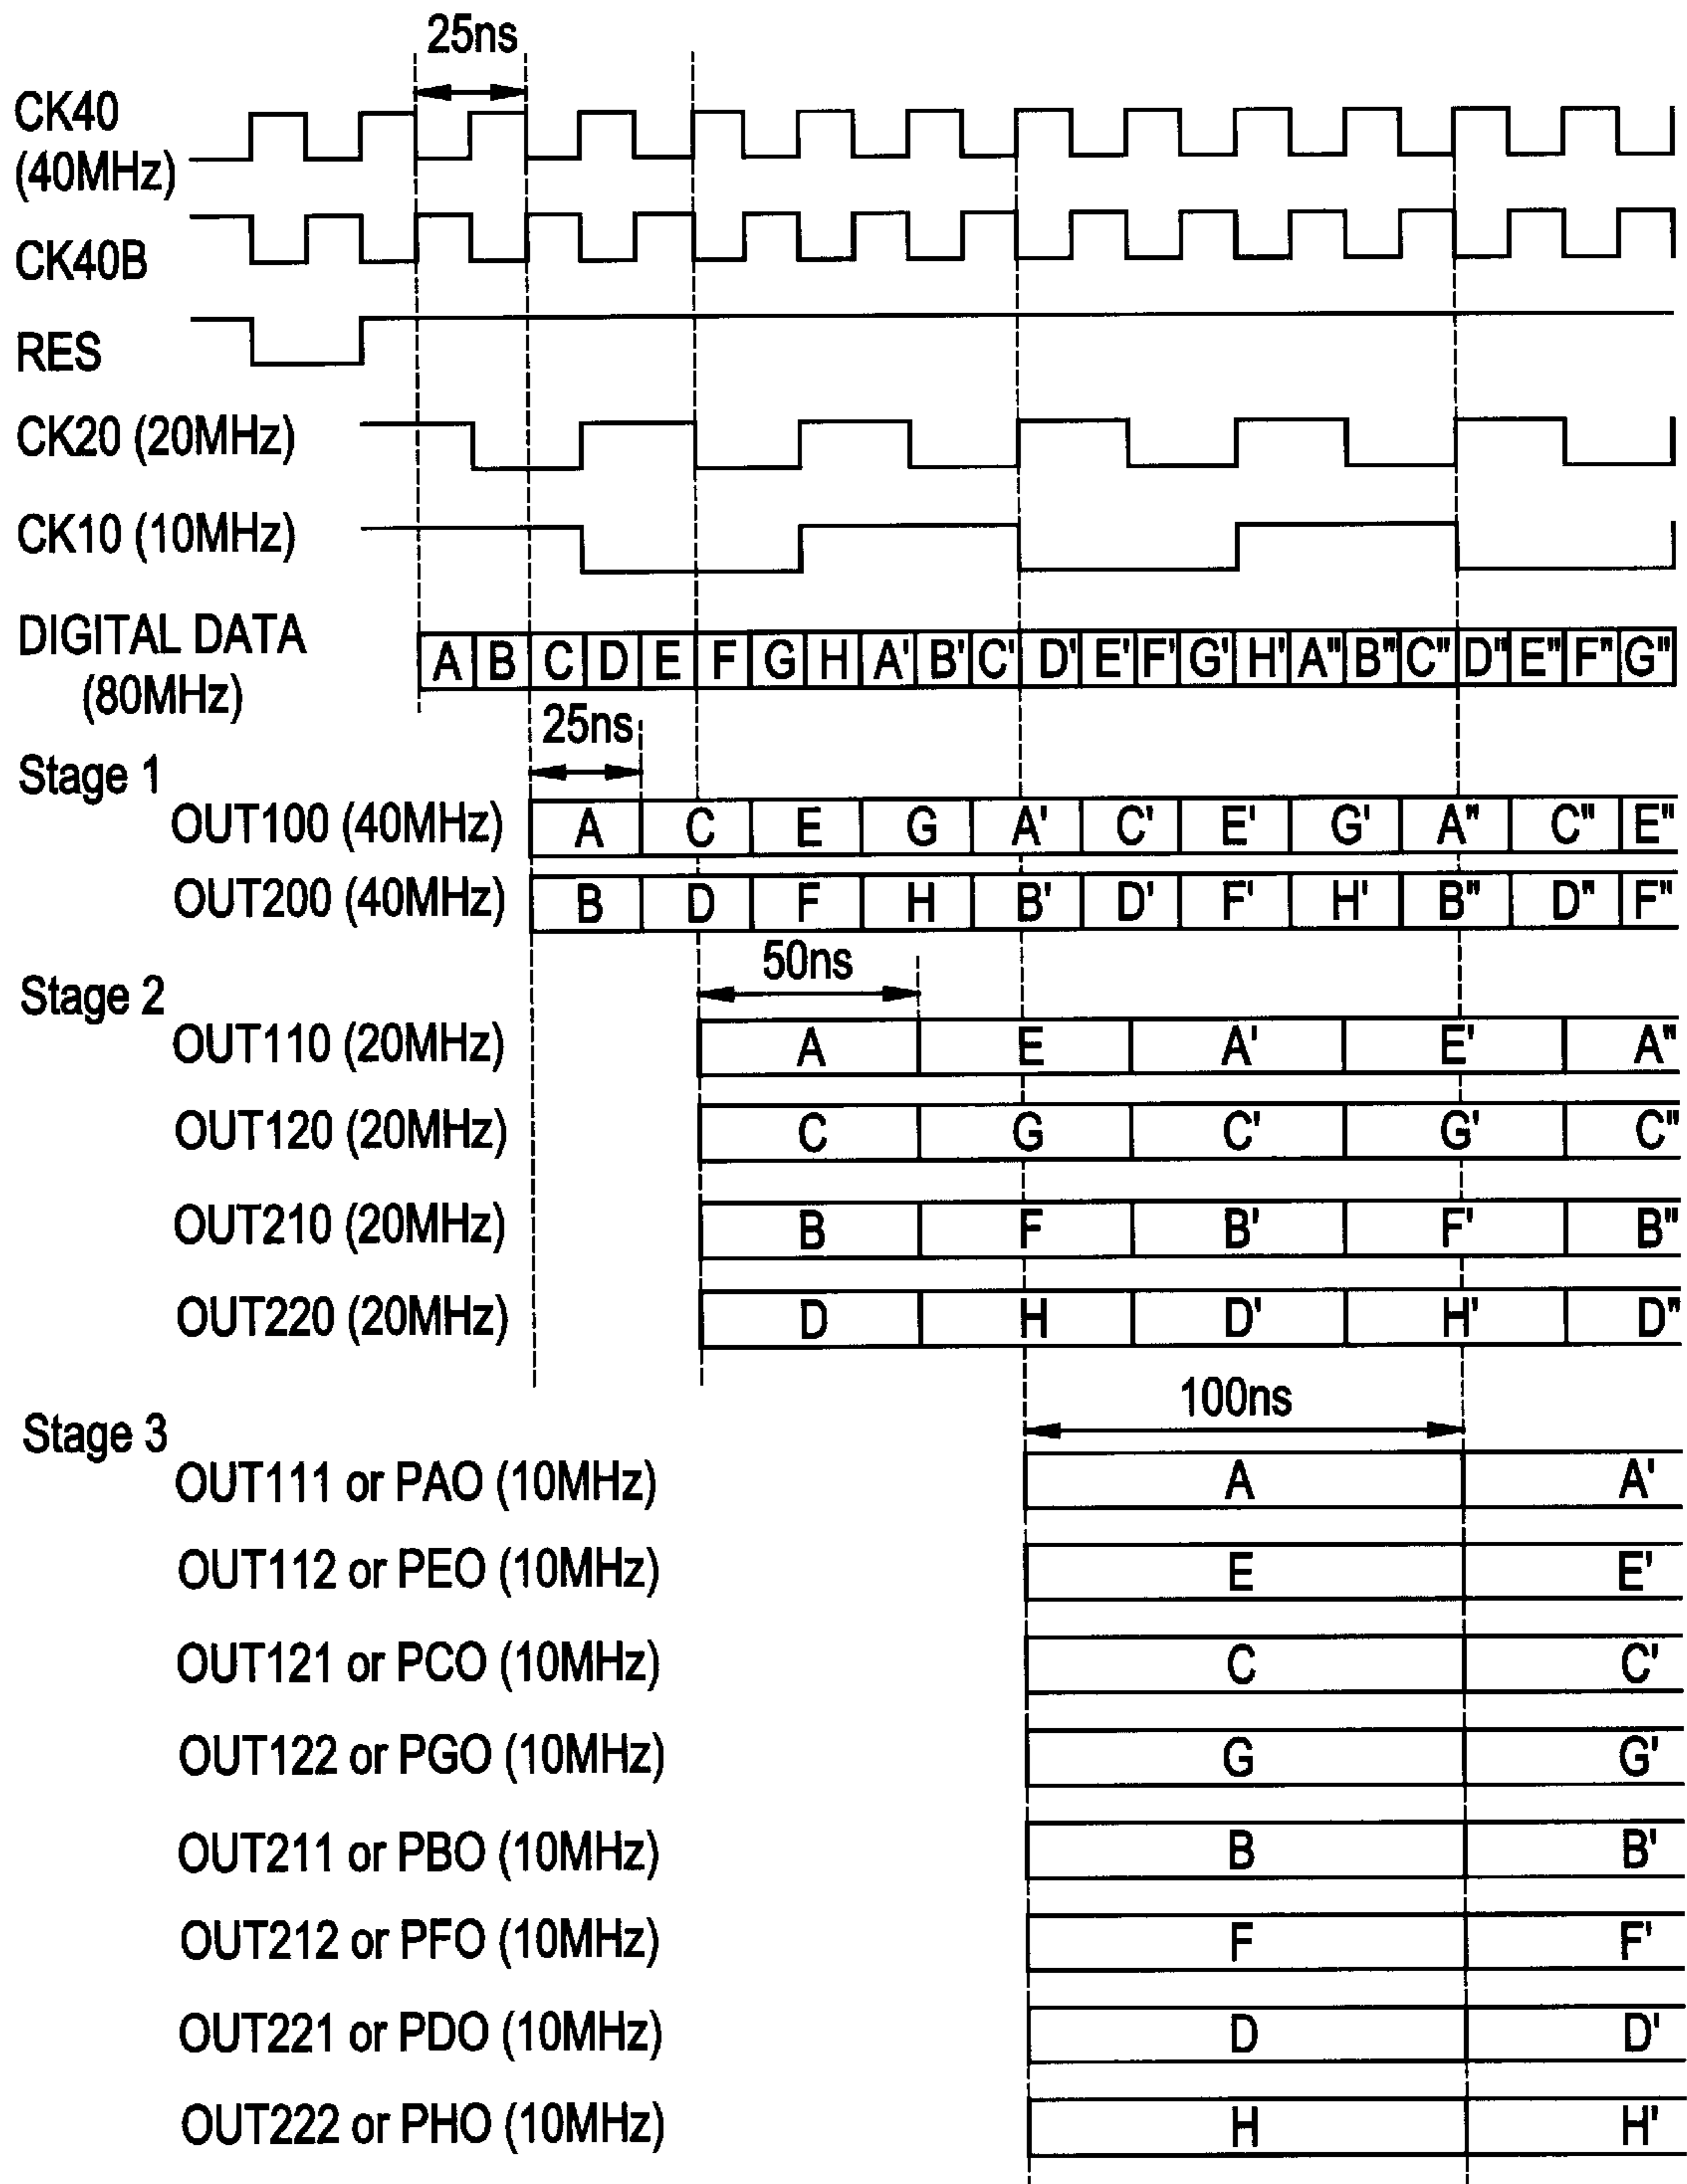 25ns
CK40
(40MHz)
CK40B
RES
CK20 (20MHz)
CK10 (10MHz)
DIGITAL DATA
(80MHz)
A B C D E F G H A' B' C' D' E' F' G' H' A" B" C" D" E" F" G"
25ns
Stage 1
OUT100 (40MHz) A C E G A' C' E' G' A" C" E"
OUT200 (40MHz) B D F H B' D' F' H' B" D" F"
50ns
Stage 2
OUT110 (20MHz) A E A' E' A"
OUT120 (20MHz) C G C' G' C"
OUT210 (20MHz) B F B' F' B"
OUT220 (20MHz) D H D' H' D"
100ns
Stage 3
OUT111 or PAO (10MHz) A A'
OUT112 or PEO (10MHz) E E'
OUT121 or PCO (10MHz) C C'
OUT122 or PGO (10MHz) G G'
OUT211 or PBO (10MHz) B B'
OUT212 or PFO (10MHz) F F'
OUT221 or PDO (10MHz) D D'
OUT222 or PHO (10MHz) H H'